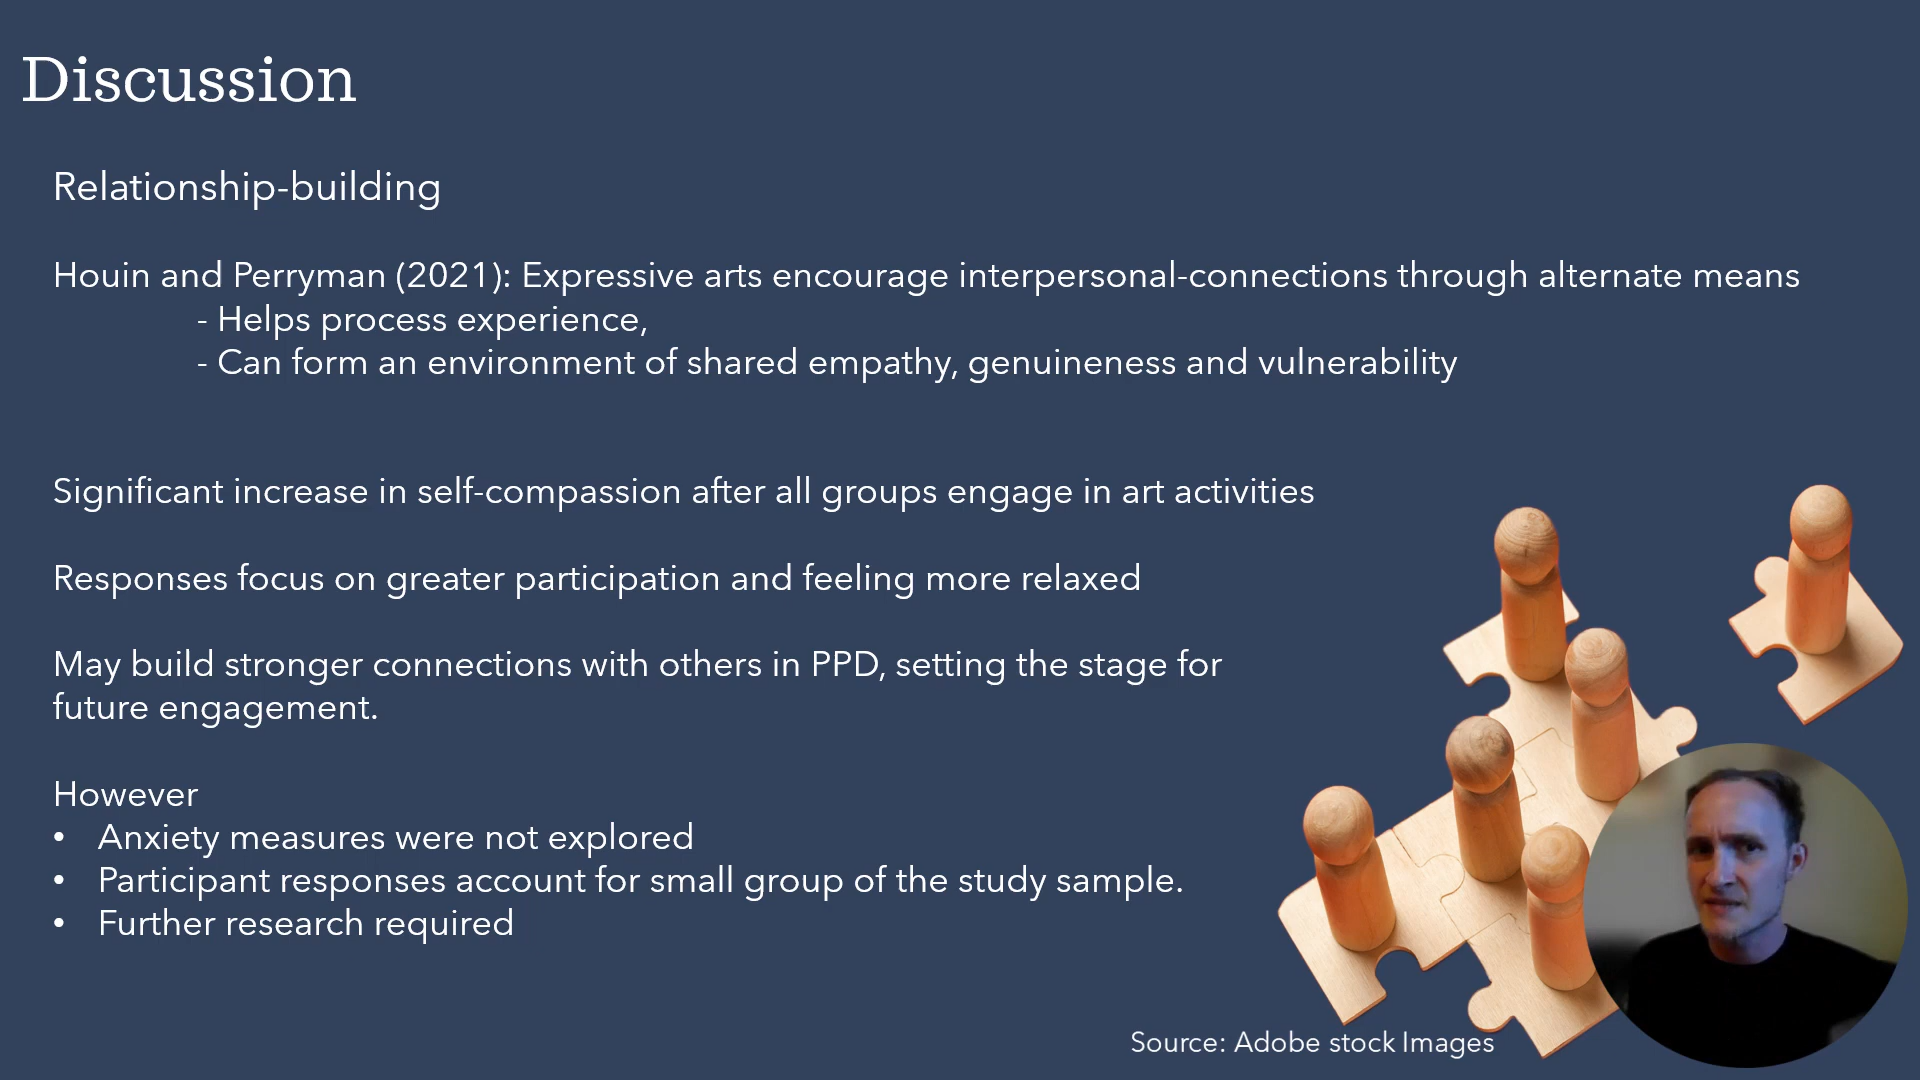 Discussion
Relationship-building
Houin and Perryman (2021): Expressive arts encourage interpersonal-connections through alternate means
- Helps process experience,
- Can form an environment of shared empathy, genuineness and vulnerability
Significant increase in self-compassion after all groups engage in art activities
Responses focus on greater participation and feeling more relaxed
May build stronger connections with others in PPD, setting the stage for
future engagement.
However
• Anxiety measures were not explored
• Participant responses account for small group of the study sample.
• Further research required
Source: Adobe stock Images